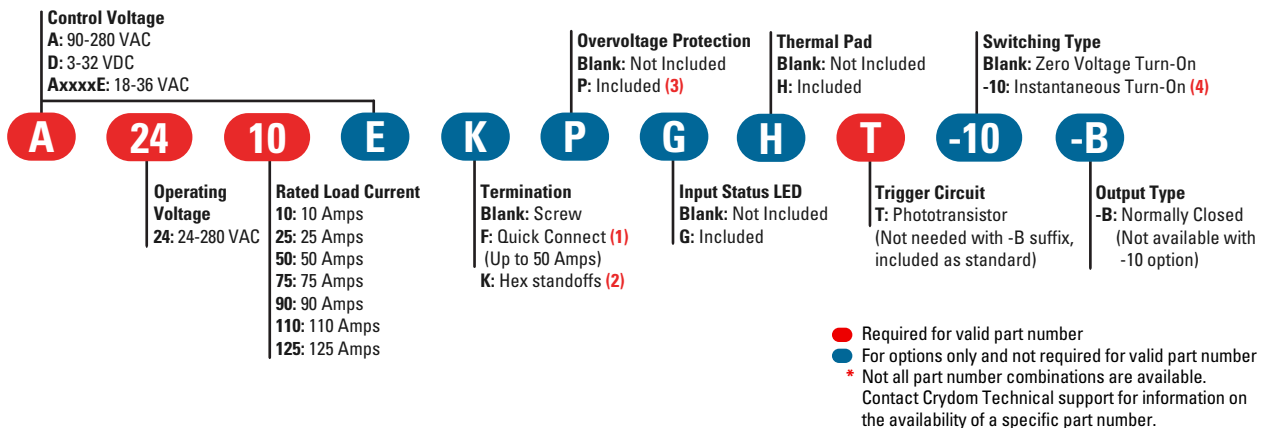 Control Voltage
A: 90-280 VAC
D: 3-32 VDC
AxxxxE: 18-36 VAC
Overvoltage Protection
Blank: Not Included
P: Included (3)
Thermal Pad
Blank: Not Included
H: Included
Switching Type
Blank: Zero Voltage Turn-On
-10: Instantaneous Turn-On (4)
A 24 10 E K P G H T -10 -B
Operating
Voltage
24: 24-280 VAC
Rated Load Current
10: 10 Amps
25: 25 Amps
50: 50 Amps
75: 75 Amps
90: 90 Amps
110: 110 Amps
125: 125 Amps
Termination
Blank: Screw
F: Quick Connect (1)
(Up to 50 Amps)
K: Hex standoffs (2)
Input Status LED
Blank: Not Included
G: Included
Trigger Circuit
T: Phototransistor
(Not needed with -B suffix,
included as standard)
Output Type
-B: Normally Closed
(Not available with
-10 option)
Required for valid part number
For options only and not required for valid part number
* Not all part number combinations are available.
Contact Crydom Technical support for information on
the availability of a specific part number.